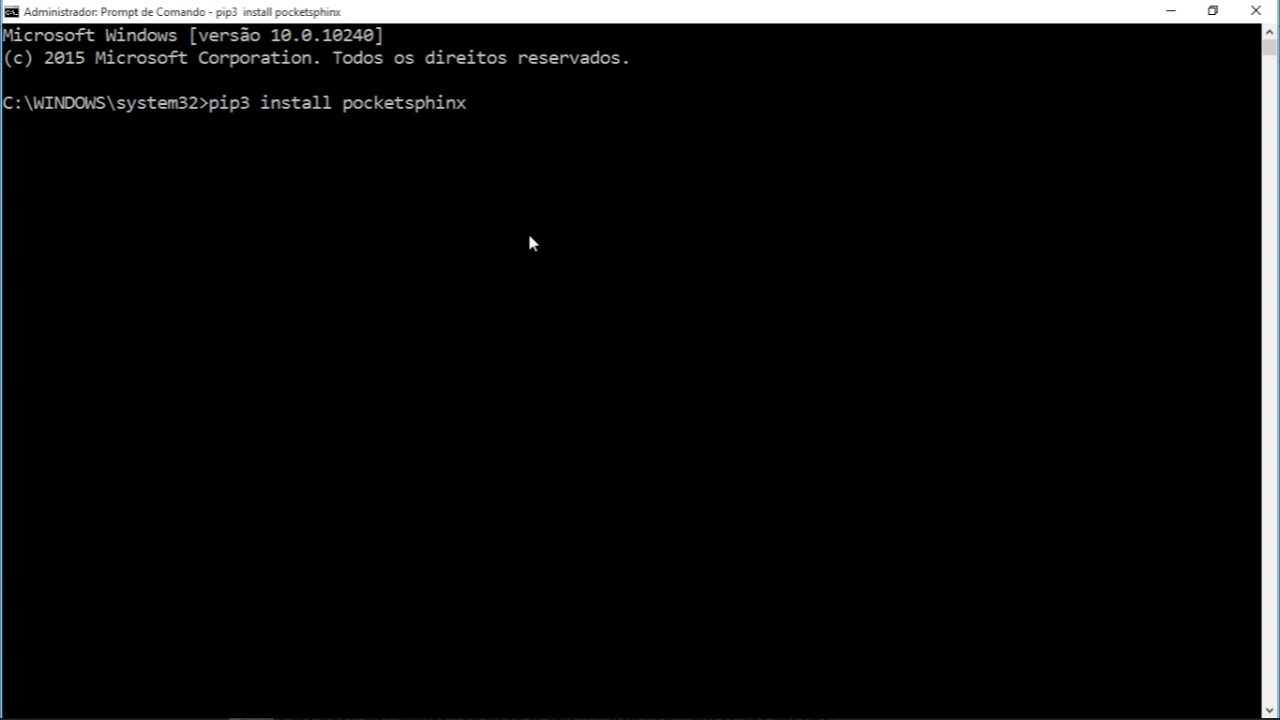 Administrador: Prompt de Comando - pip3 install pocketsphinx
Microsoft Windows [versão 10.0.10240]
(c) 2015 Microsoft Corporation. Todos os direitos reservados.
C:\WINDOWS\system32>pip3 install pocketsphinx